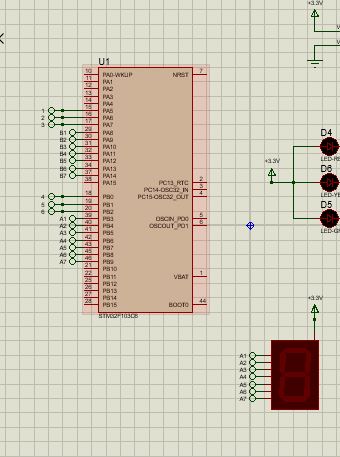 +3.3V
U1
10 PA0-WKUP NRST 7
11 PA1
12 PA2
13 PA3
14 PA4
1 15 PA5
2 16 PA6
3 17 PA7
B1 29 PA8
B2 30 PA9
B3 31 PA10
B4 32 PA11
B5 33 PA12
B6 34 PA13
B7 37 PA14
38 PA15
PC13_RTC 2
PC14-OSC32_IN 3
PC15-OSC32_OUT 4
4 18 PB0
5 19 PB1
6 20 PB2
A1 39 PB3
A2 40 PB4
A3 41 PB5
A4 42 PB6
A5 43 PB7
A6 45 PB8
A7 46 PB9
21 PB10
22 PB11
25 PB12
26 PB13
27 PB14
28 PB15
OSCIN_PD0 5
OSCOUT_PD1 6
VBAT 1
BOOT0 44
STM32F103C6
D4
LED-RE
+3.3V
D6
LED-YE
D5
LED-GR
+3.3V
A1
A2
A3
A4
A5
A6
A7